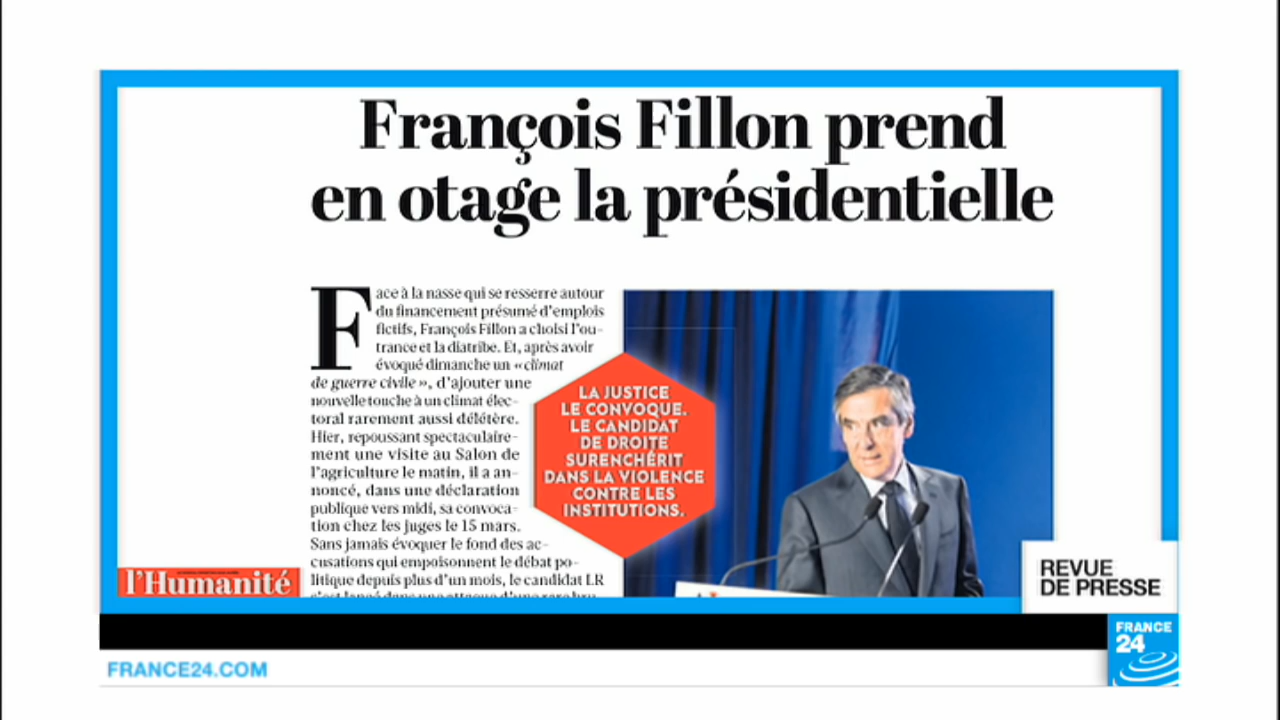 François Fillon prend
en otage la présidentielle
Face à la nasse qui se resserre autour
du financement présumé d'emplois
fictifs, François Fillon a choisi l'ou-
trance et la diatribe. Et, après avoir
évoqué dimanche un «climat
de guerre civile», d'ajouter une
nouvelle touche à un climat élec-
toral rarement aussi délétère.
Hier, repoussant spectaculaire-
ment une visite au Salon de
l'agriculture le matin, il a an-
noncé, dans une déclaration
publique vers midi, sa convoca-
tion chez les juges le 15 mars.
Sans jamais évoquer le fond des ac-
cusations qui empoisonnent le débat po-
litique depuis plus d'un mois, le candidat LR
LA JUSTICE
LE CONVOQUE.
LE CANDIDAT
DE DROITE
SURENCHÉRIT
DANS LA VIOLENCE
CONTRE LES
INSTITUTIONS.
l'Humanité
REVUE
DE PRESSE
FRANCE
24
FRANCE24.COM